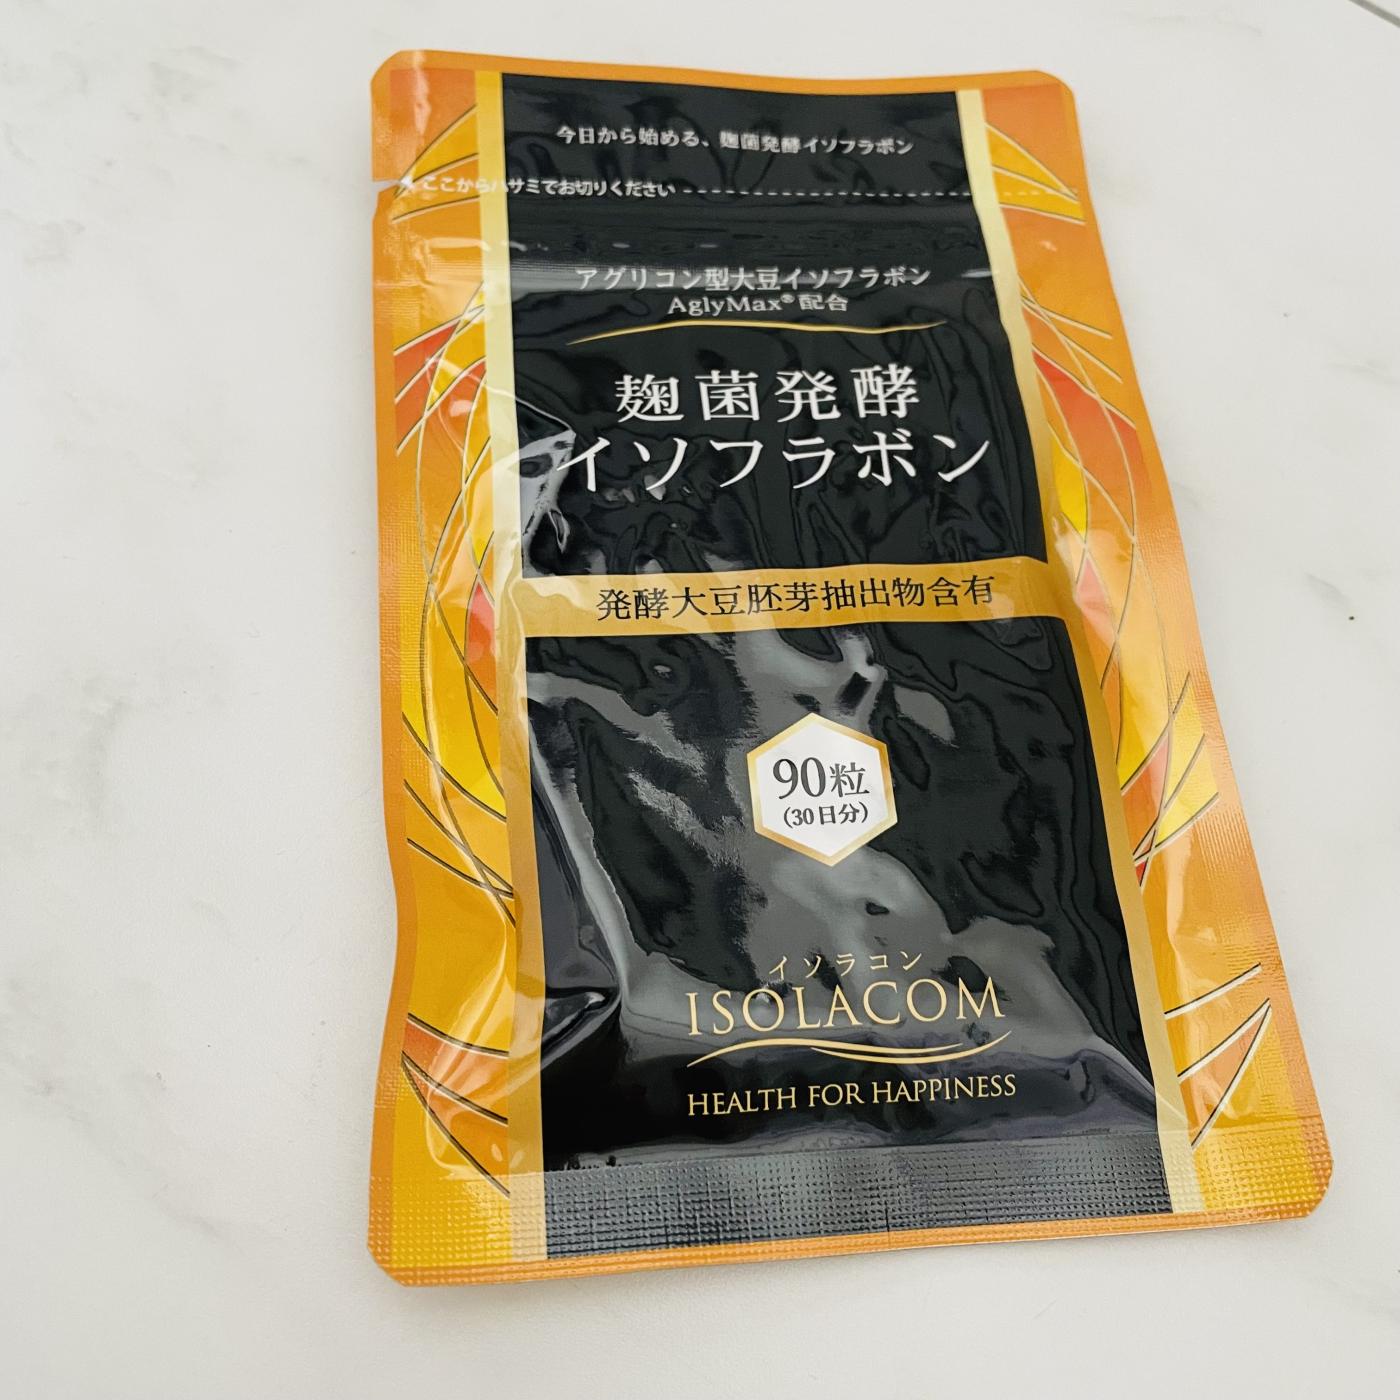 今日から始める、麹菌発酵イソフラボン
ここからハサミでお切りください
アグリコン型大豆イソフラボン
AglyMax®配合
麹菌発酵
イソフラボン
発酵大豆胚芽抽出物含有
90粒
(30日分)
イソラコン
ISOLACOM
HEALTH FOR HAPPINESS